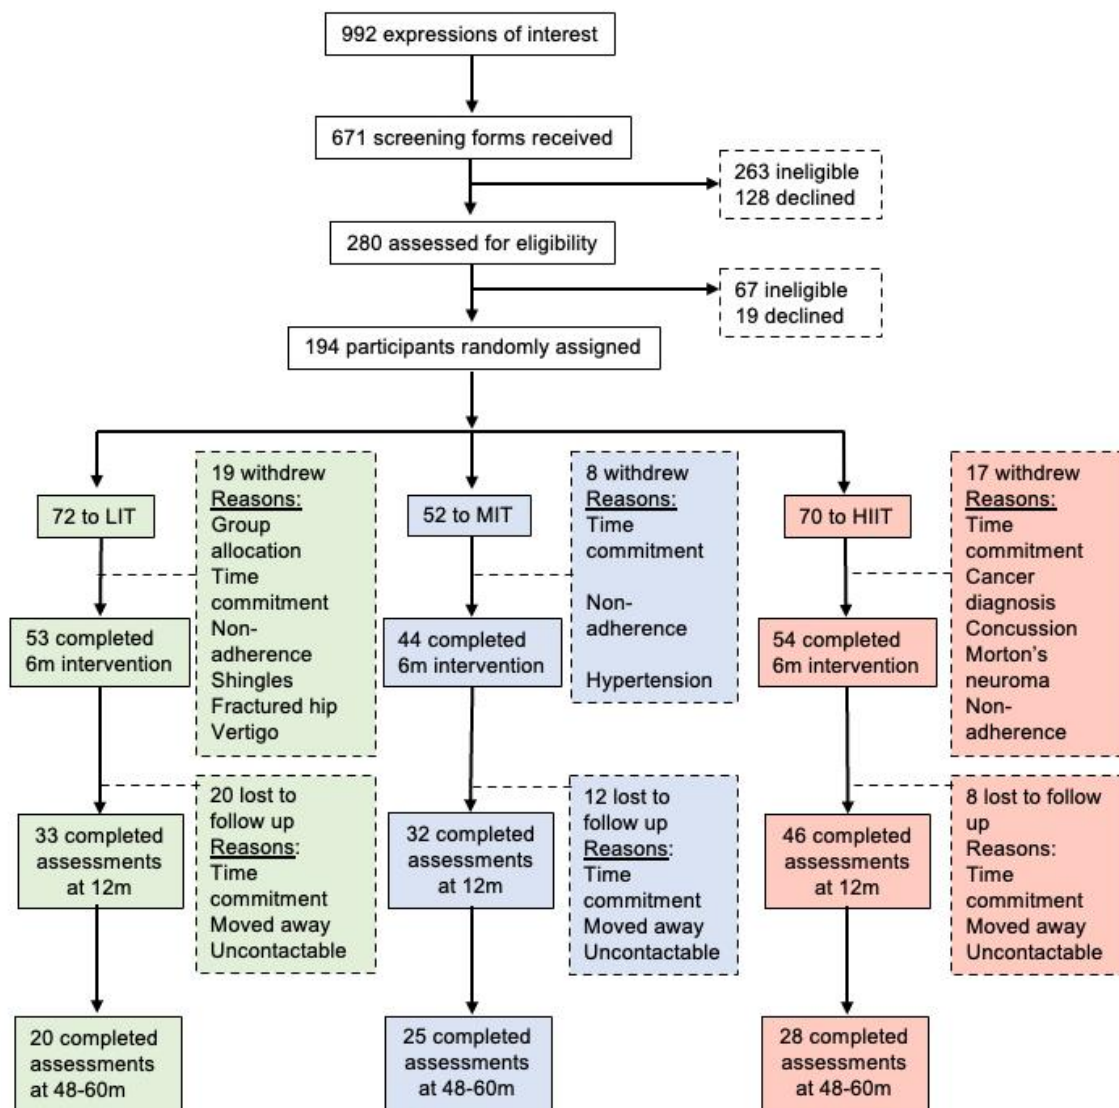 992 expressions of interest
671 screening forms received
263 ineligible
128 declined
280 assessed for eligibility
67 ineligible
19 declined
194 participants randomly assigned
72 to LIT
19 withdrew
Reasons:
Group
allocation
Time
commitment
Non-
adherence
Shingles
Fractured hip
Vertigo
53 completed
6m intervention
20 lost to
follow up
Reasons:
Time
commitment
Moved away
Uncontactable
33 completed
assessments
at 12m
20 completed
assessments
at 48-60m
52 to MIT
8 withdrew
Reasons:
Time
commitment
Non-
adherence
Hypertension
44 completed
6m intervention
12 lost to
follow up
Reasons:
Time
commitment
Moved away
Uncontactable
32 completed
assessments
at 12m
25 completed
assessments
at 48-60m
70 to HIIT
17 withdrew
Reasons:
Time
commitment
Cancer
diagnosis
Concussion
Morton's
neuroma
Non-
adherence
54 completed
6m intervention
8 lost to follow
up
Reasons:
Time
commitment
Moved away
Uncontactable
46 completed
assessments
at 12m
28 completed
assessments
at 48-60m